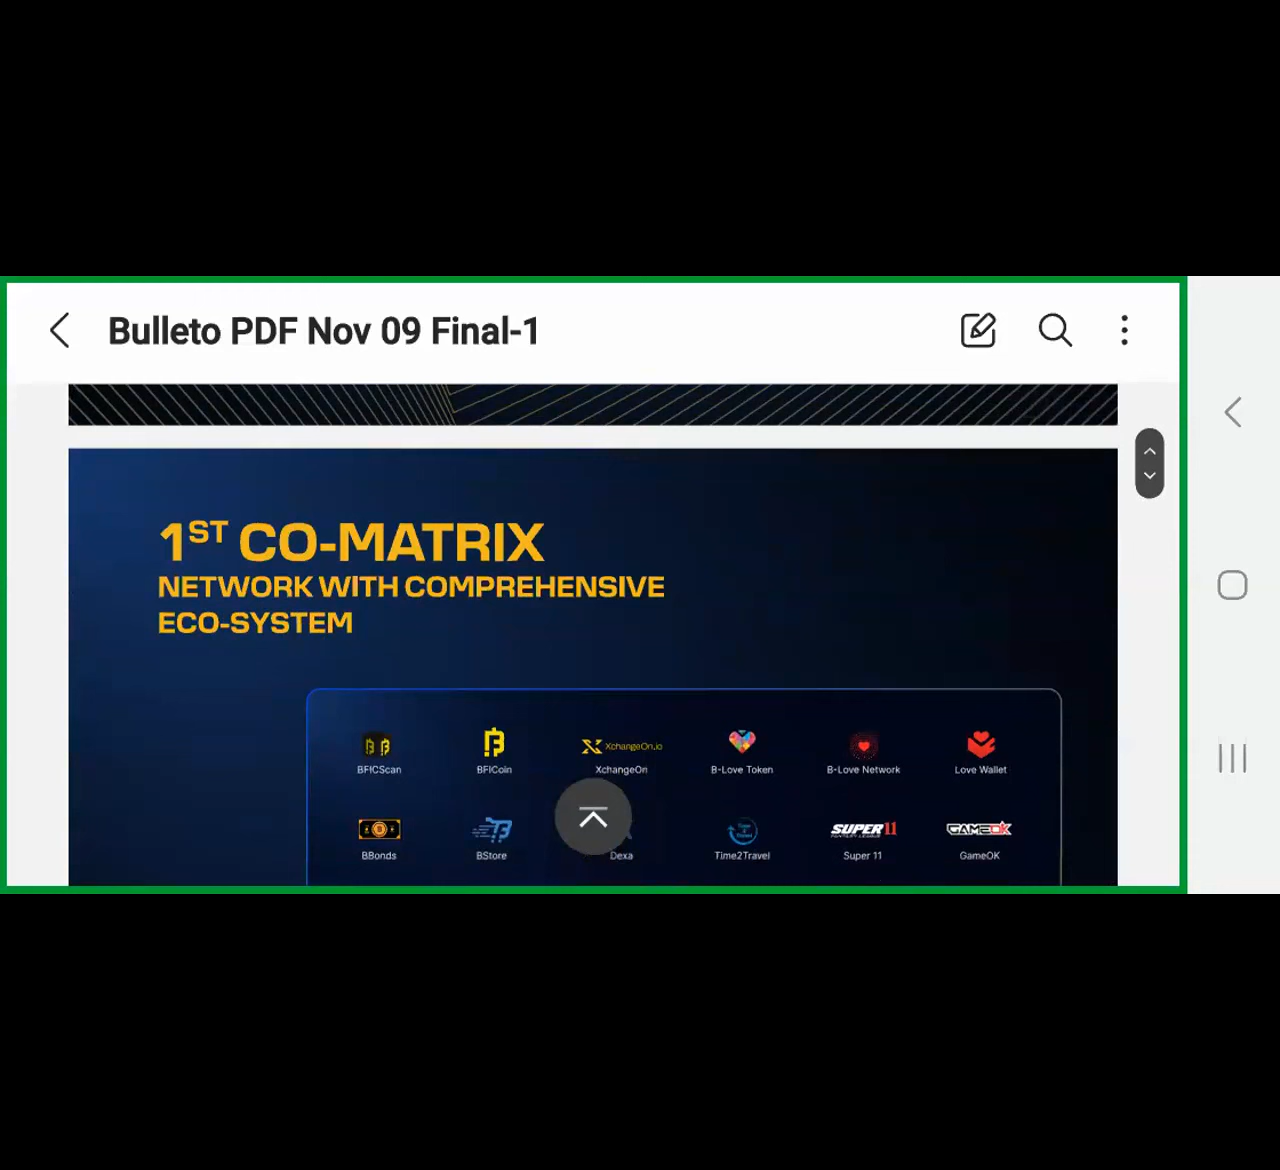 Bulleto PDF Nov 09 Final-1
1ST CO-MATRIX
NETWORK WITH COMPREHENSIVE
ECO-SYSTEM
XchangeOn.io
BFICScan BFICoin XchangeOn B-Love Token B-Love Network Love Wallet
SUPER 11 GAMEOK
BBonds BStore Dexa Time2Travel Super 11 GameOK